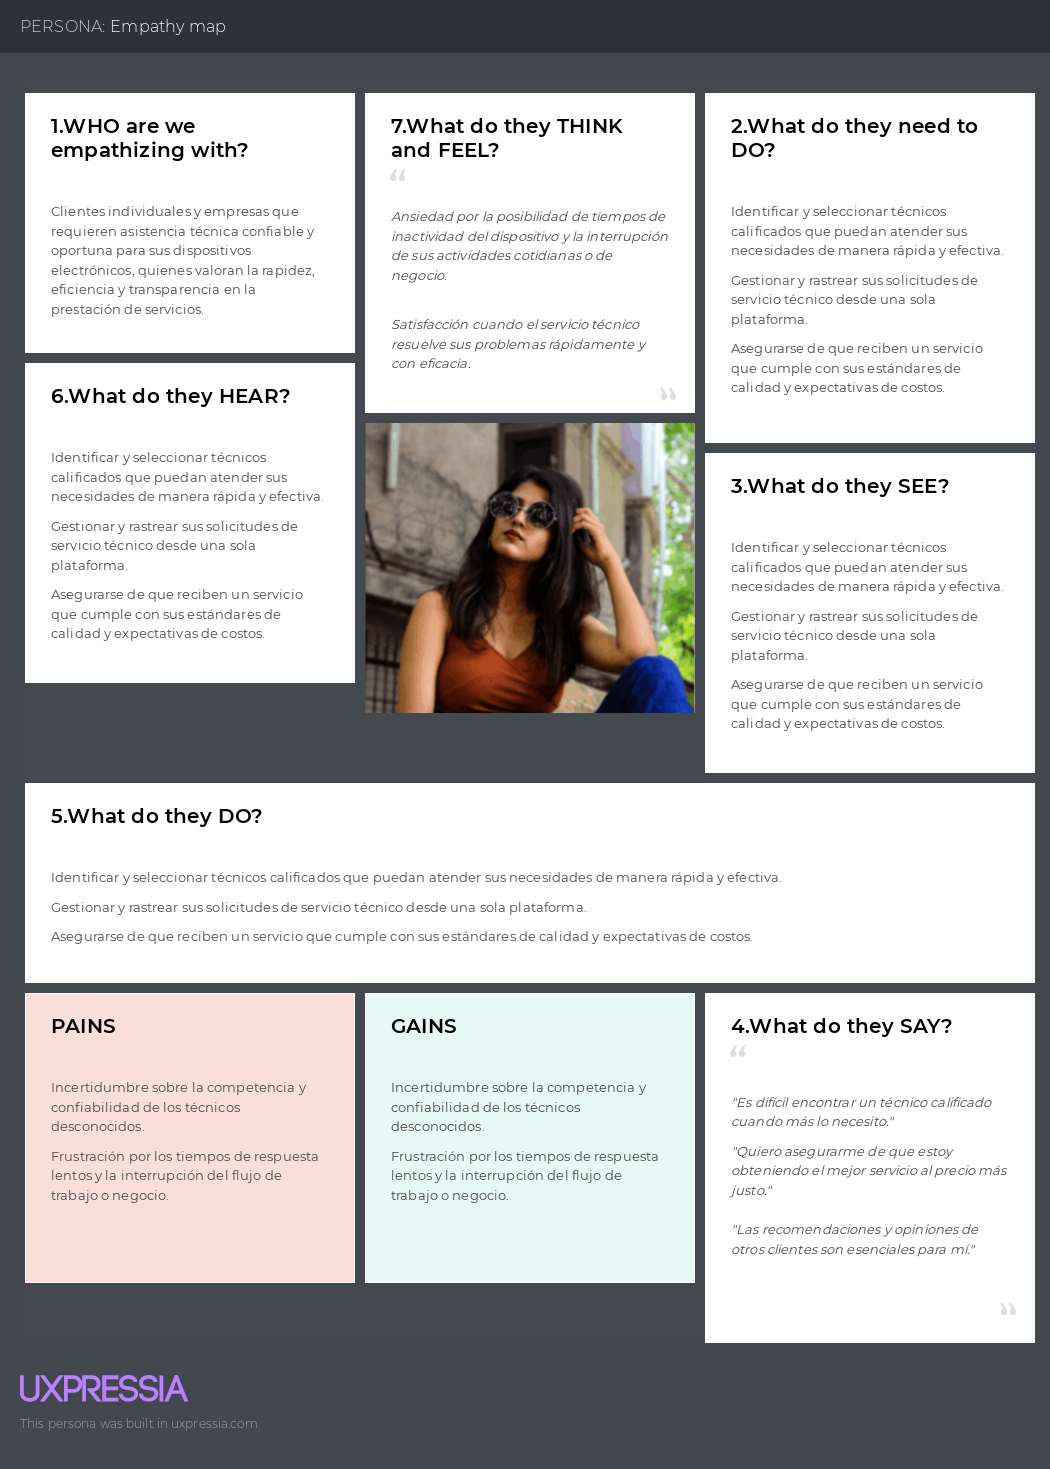 PERSONA: Empathy map
1.WHO are we
empathizing with?
Clientes individuales y empresas que
requieren asistencia técnica confiable y
oportuna para sus dispositivos
electrónicos, quienes valoran la rapidez,
eficiencia y transparencia en la
prestación de servicios.
7.What do they THINK
and FEEL?
“
Ansiedad por la posibilidad de tiempos de
inactividad del dispositivo y la interrupción
de sus actividades cotidianas o de
negocio.
Satisfacción cuando el servicio técnico
resuelve sus problemas rápidamente y
con eficacia.
”
2.What do they need to
DO?
Identificar y seleccionar técnicos
calificados que puedan atender sus
necesidades de manera rápida y efectiva.
Gestionar y rastrear sus solicitudes de
servicio técnico desde una sola
plataforma.
Asegurarse de que reciben un servicio
que cumple con sus estándares de
calidad y expectativas de costos.
6.What do they HEAR?
Identificar y seleccionar técnicos
calificados que puedan atender sus
necesidades de manera rápida y efectiva.
Gestionar y rastrear sus solicitudes de
servicio técnico desde una sola
plataforma.
Asegurarse de que reciben un servicio
que cumple con sus estándares de
calidad y expectativas de costos.
3.What do they SEE?
Identificar y seleccionar técnicos
calificados que puedan atender sus
necesidades de manera rápida y efectiva.
Gestionar y rastrear sus solicitudes de
servicio técnico desde una sola
plataforma.
Asegurarse de que reciben un servicio
que cumple con sus estándares de
calidad y expectativas de costos.
5.What do they DO?
Identificar y seleccionar técnicos calificados que puedan atender sus necesidades de manera rápida y efectiva.
Gestionar y rastrear sus solicitudes de servicio técnico desde una sola plataforma.
Asegurarse de que reciben un servicio que cumple con sus estándares de calidad y expectativas de costos.
PAINS
Incertidumbre sobre la competencia y
confiabilidad de los técnicos
desconocidos.
Frustración por los tiempos de respuesta
lentos y la interrupción del flujo de
trabajo o negocio.
GAINS
Incertidumbre sobre la competencia y
confiabilidad de los técnicos
desconocidos.
Frustración por los tiempos de respuesta
lentos y la interrupción del flujo de
trabajo o negocio.
4.What do they SAY?
“
"Es difícil encontrar un técnico calificado
cuando más lo necesito."
"Quiero asegurarme de que estoy
obteniendo el mejor servicio al precio más
justo."
"Las recomendaciones y opiniones de
otros clientes son esenciales para mí."
”
UXPRESSIA
This persona was built in uxpressia.com